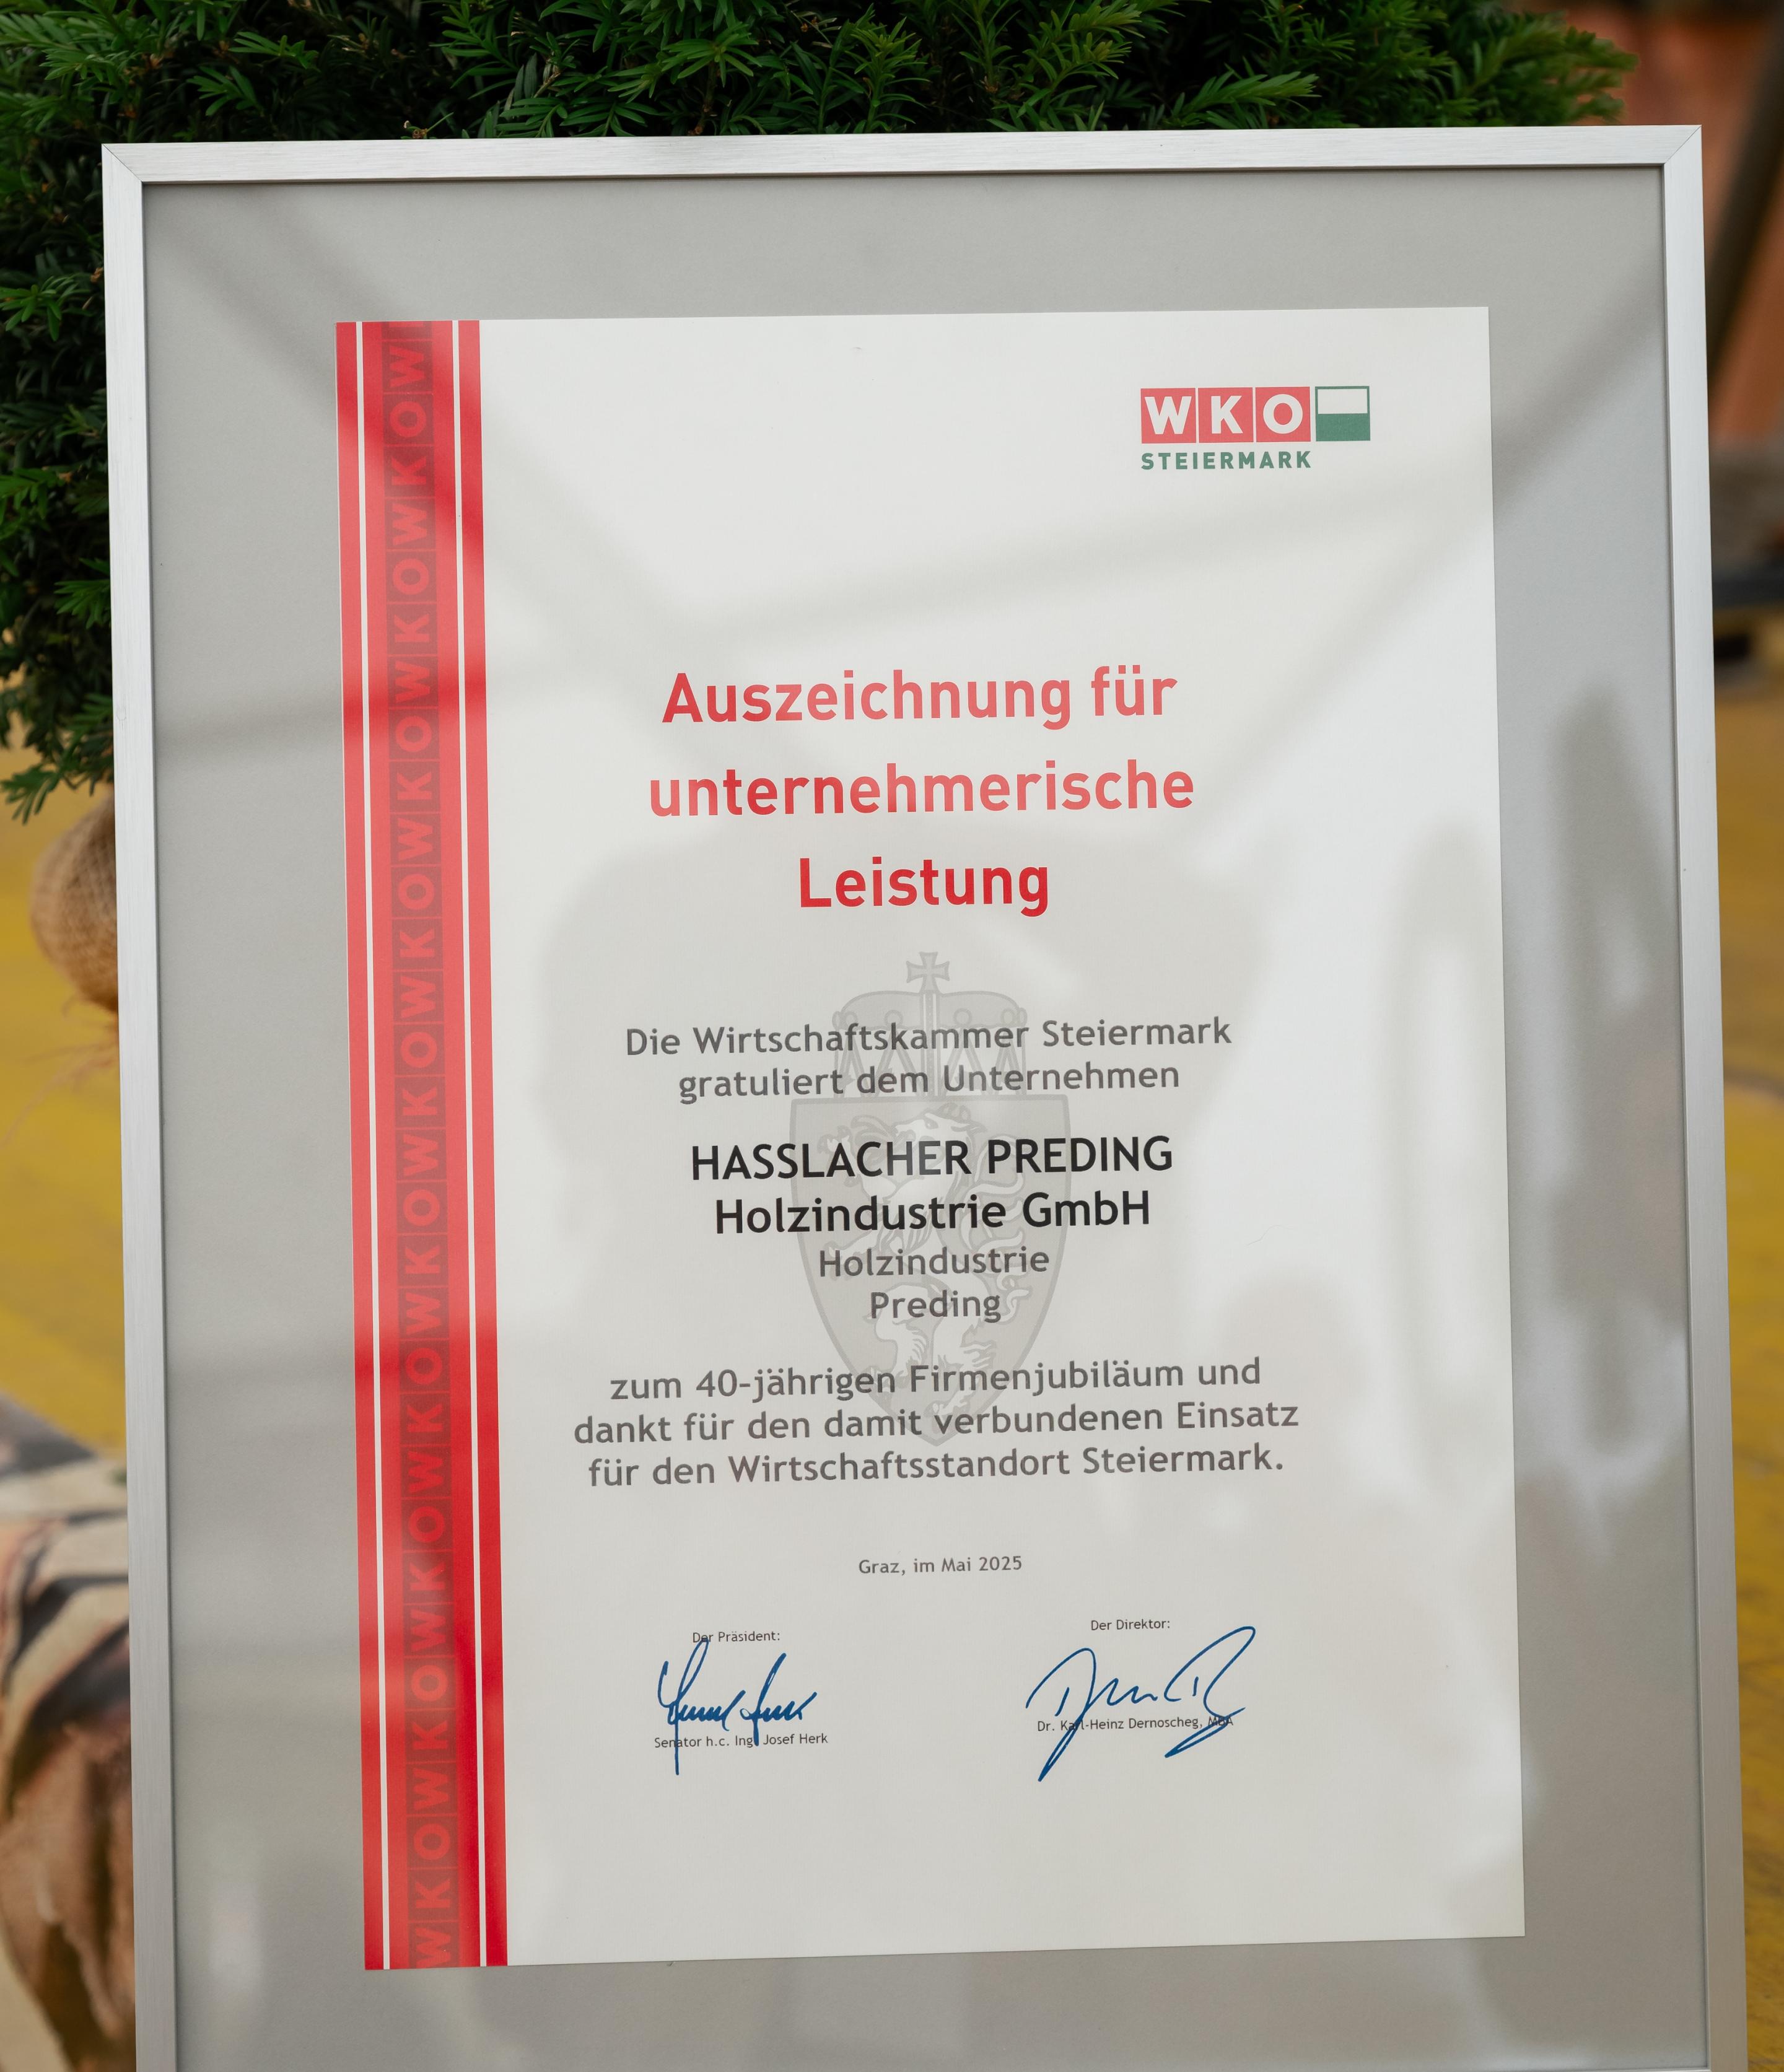 WKO
STEIERMARK
Auszeichnung für
unternehmerische
Leistung
Die Wirtschaftskammer Steiermark
gratuliert dem Unternehmen
HASSLACHER PREDING
Holzindustrie GmbH
Holzindustrie
Preding
zum 40-jährigen Firmenjubiläum und
dankt für den damit verbundenen Einsatz
für den Wirtschaftsstandort Steiermark.
Graz, im Mai 2025
Der Präsident:
Der Direktor:
Senator h.c. Ing. Josef Herk
Dr. Karl-Heinz Dernoscheg, MBA
WKOWKOWKOWKOWKOWKOWKOWKOWKOWKOW